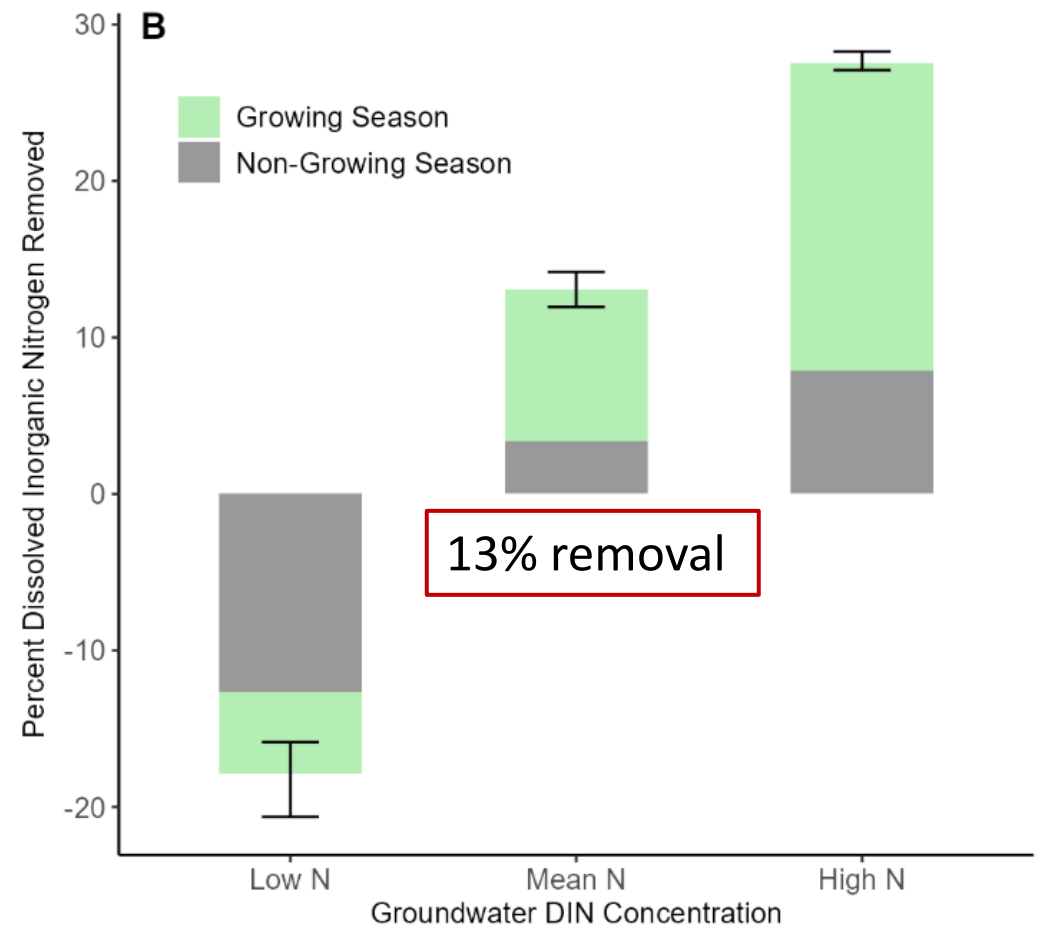 B
Growing Season
Non-Growing Season
30
20
10
0
-10
-20
Percent Dissolved Inorganic Nitrogen Removed
13% removal
Low N
Mean N
High N
Groundwater DIN Concentration